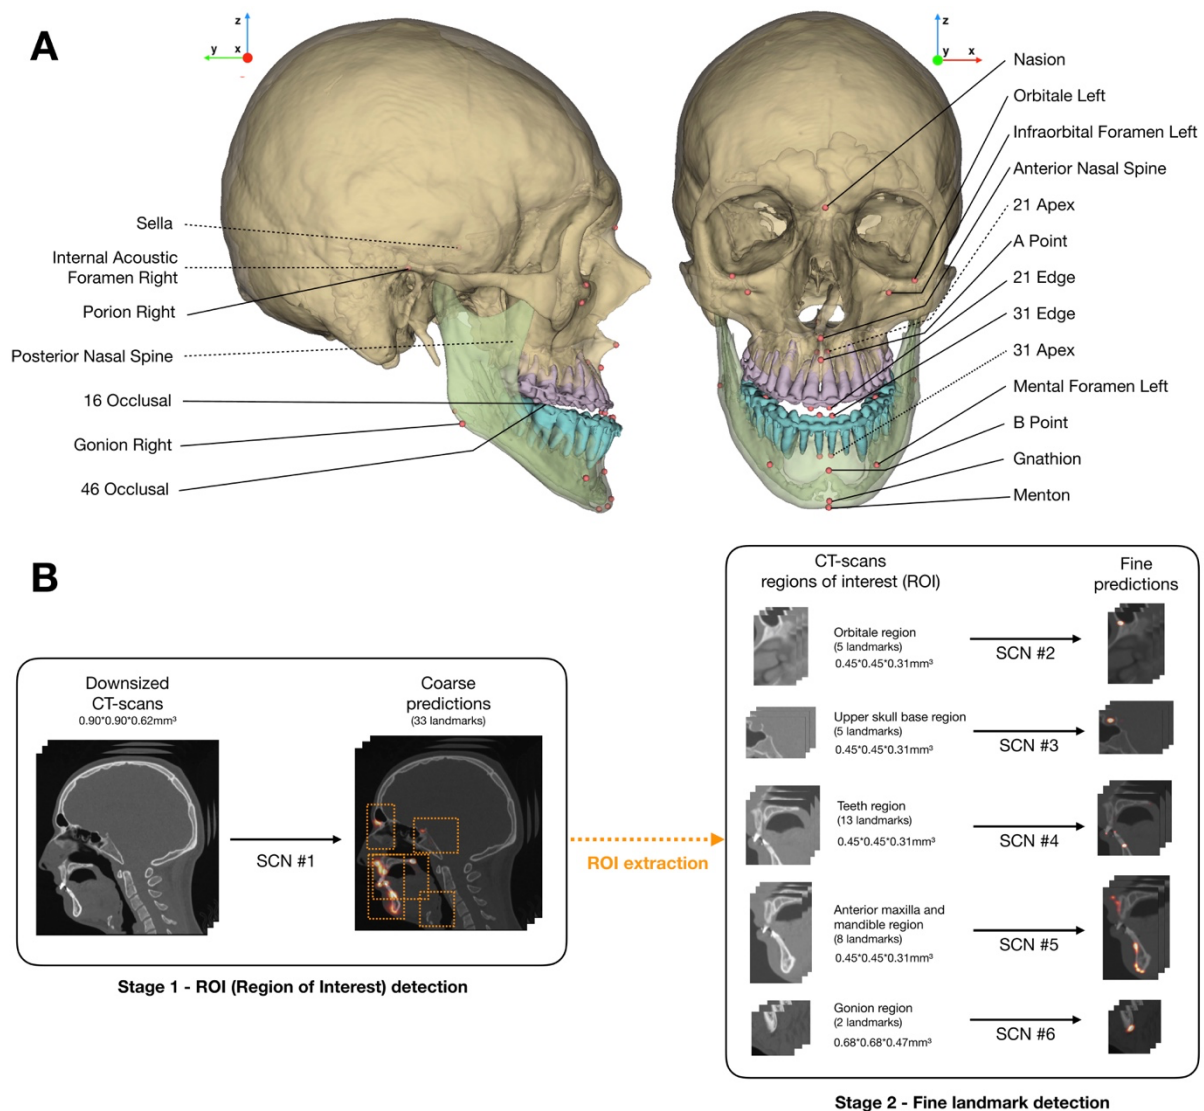 A
z
y
x
z
y
x
Sella
Internal Acoustic
Foramen Right
Porion Right
Posterior Nasal Spine
16 Occlusal
Gonion Right
46 Occlusal
Nasion
Orbitale Left
Infraorbital Foramen Left
Anterior Nasal Spine
21 Apex
A Point
21 Edge
31 Edge
31 Apex
Mental Foramen Left
B Point
Gnathion
Menton
B
Downsized
CT-scans
0.90*0.90*0.62mm³
SCN #1
Coarse
predictions
(33 landmarks)
Stage 1 - ROI (Region of Interest) detection
ROI extraction
CT-scans
regions of interest (ROI)
Fine
predictions
Orbitale region
(5 landmarks)
0.45*0.45*0.31mm³
SCN #2
Upper skull base region
(5 landmarks)
0.45*0.45*0.31mm³
SCN #3
Teeth region
(13 landmarks)
0.45*0.45*0.31mm³
SCN #4
Anterior maxilla and
mandible region
(8 landmarks)
0.45*0.45*0.31mm³
SCN #5
Gonion region
(2 landmarks)
0.68*0.68*0.47mm³
SCN #6
Stage 2 - Fine landmark detection